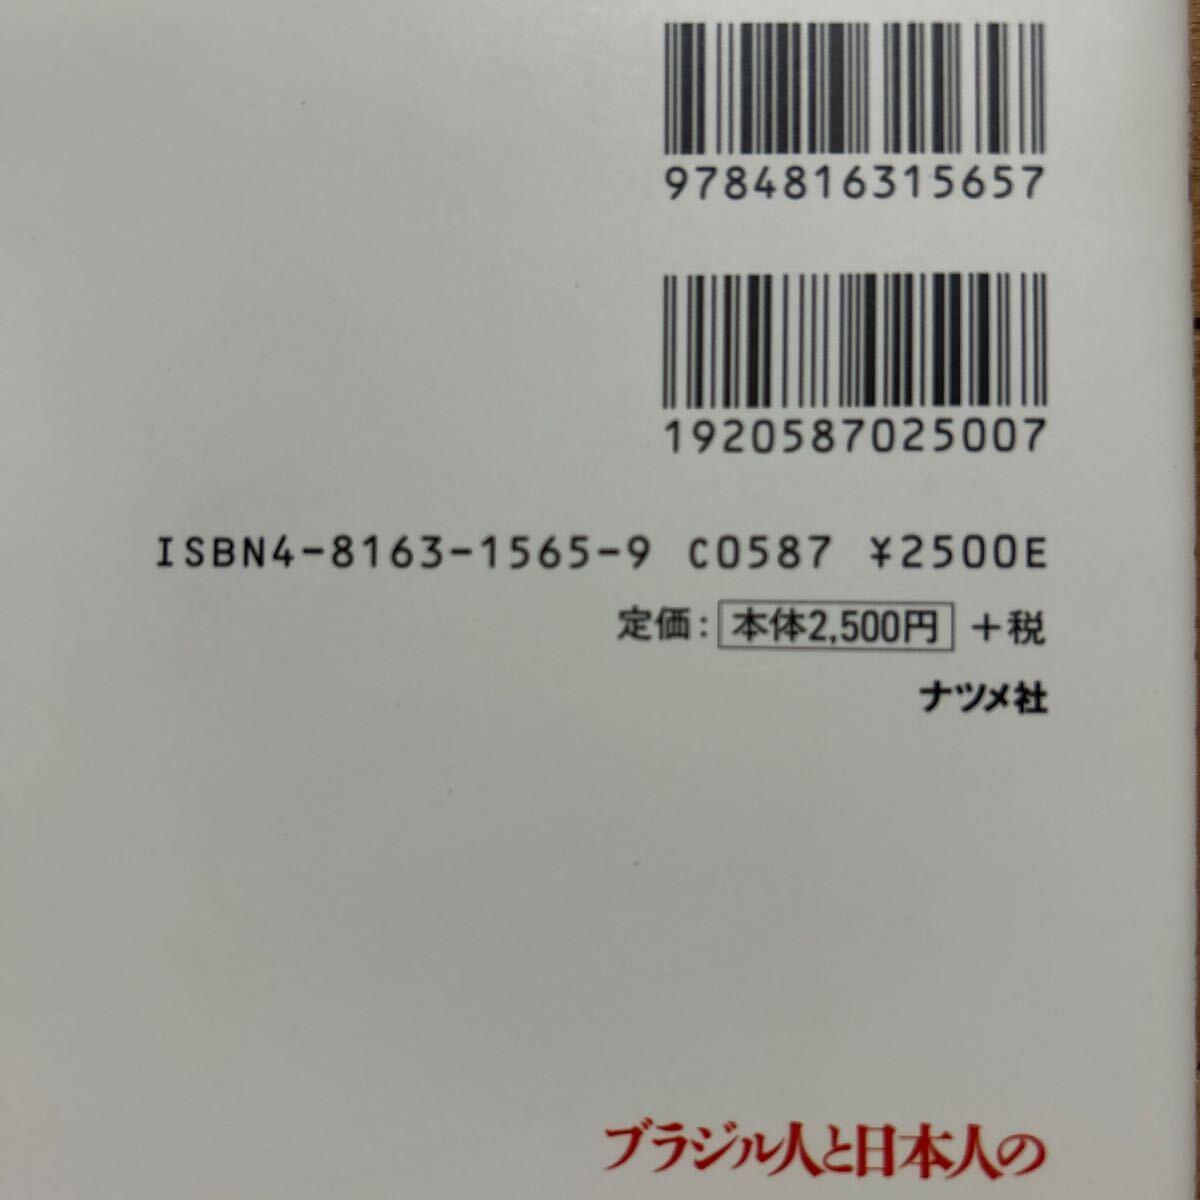 9784816315657
1920587025007
ISBN4-8163-1565-9 C0587 ¥2500E
定価：本体2,500円＋税
ナツメ社
ブラジル人と日本人の